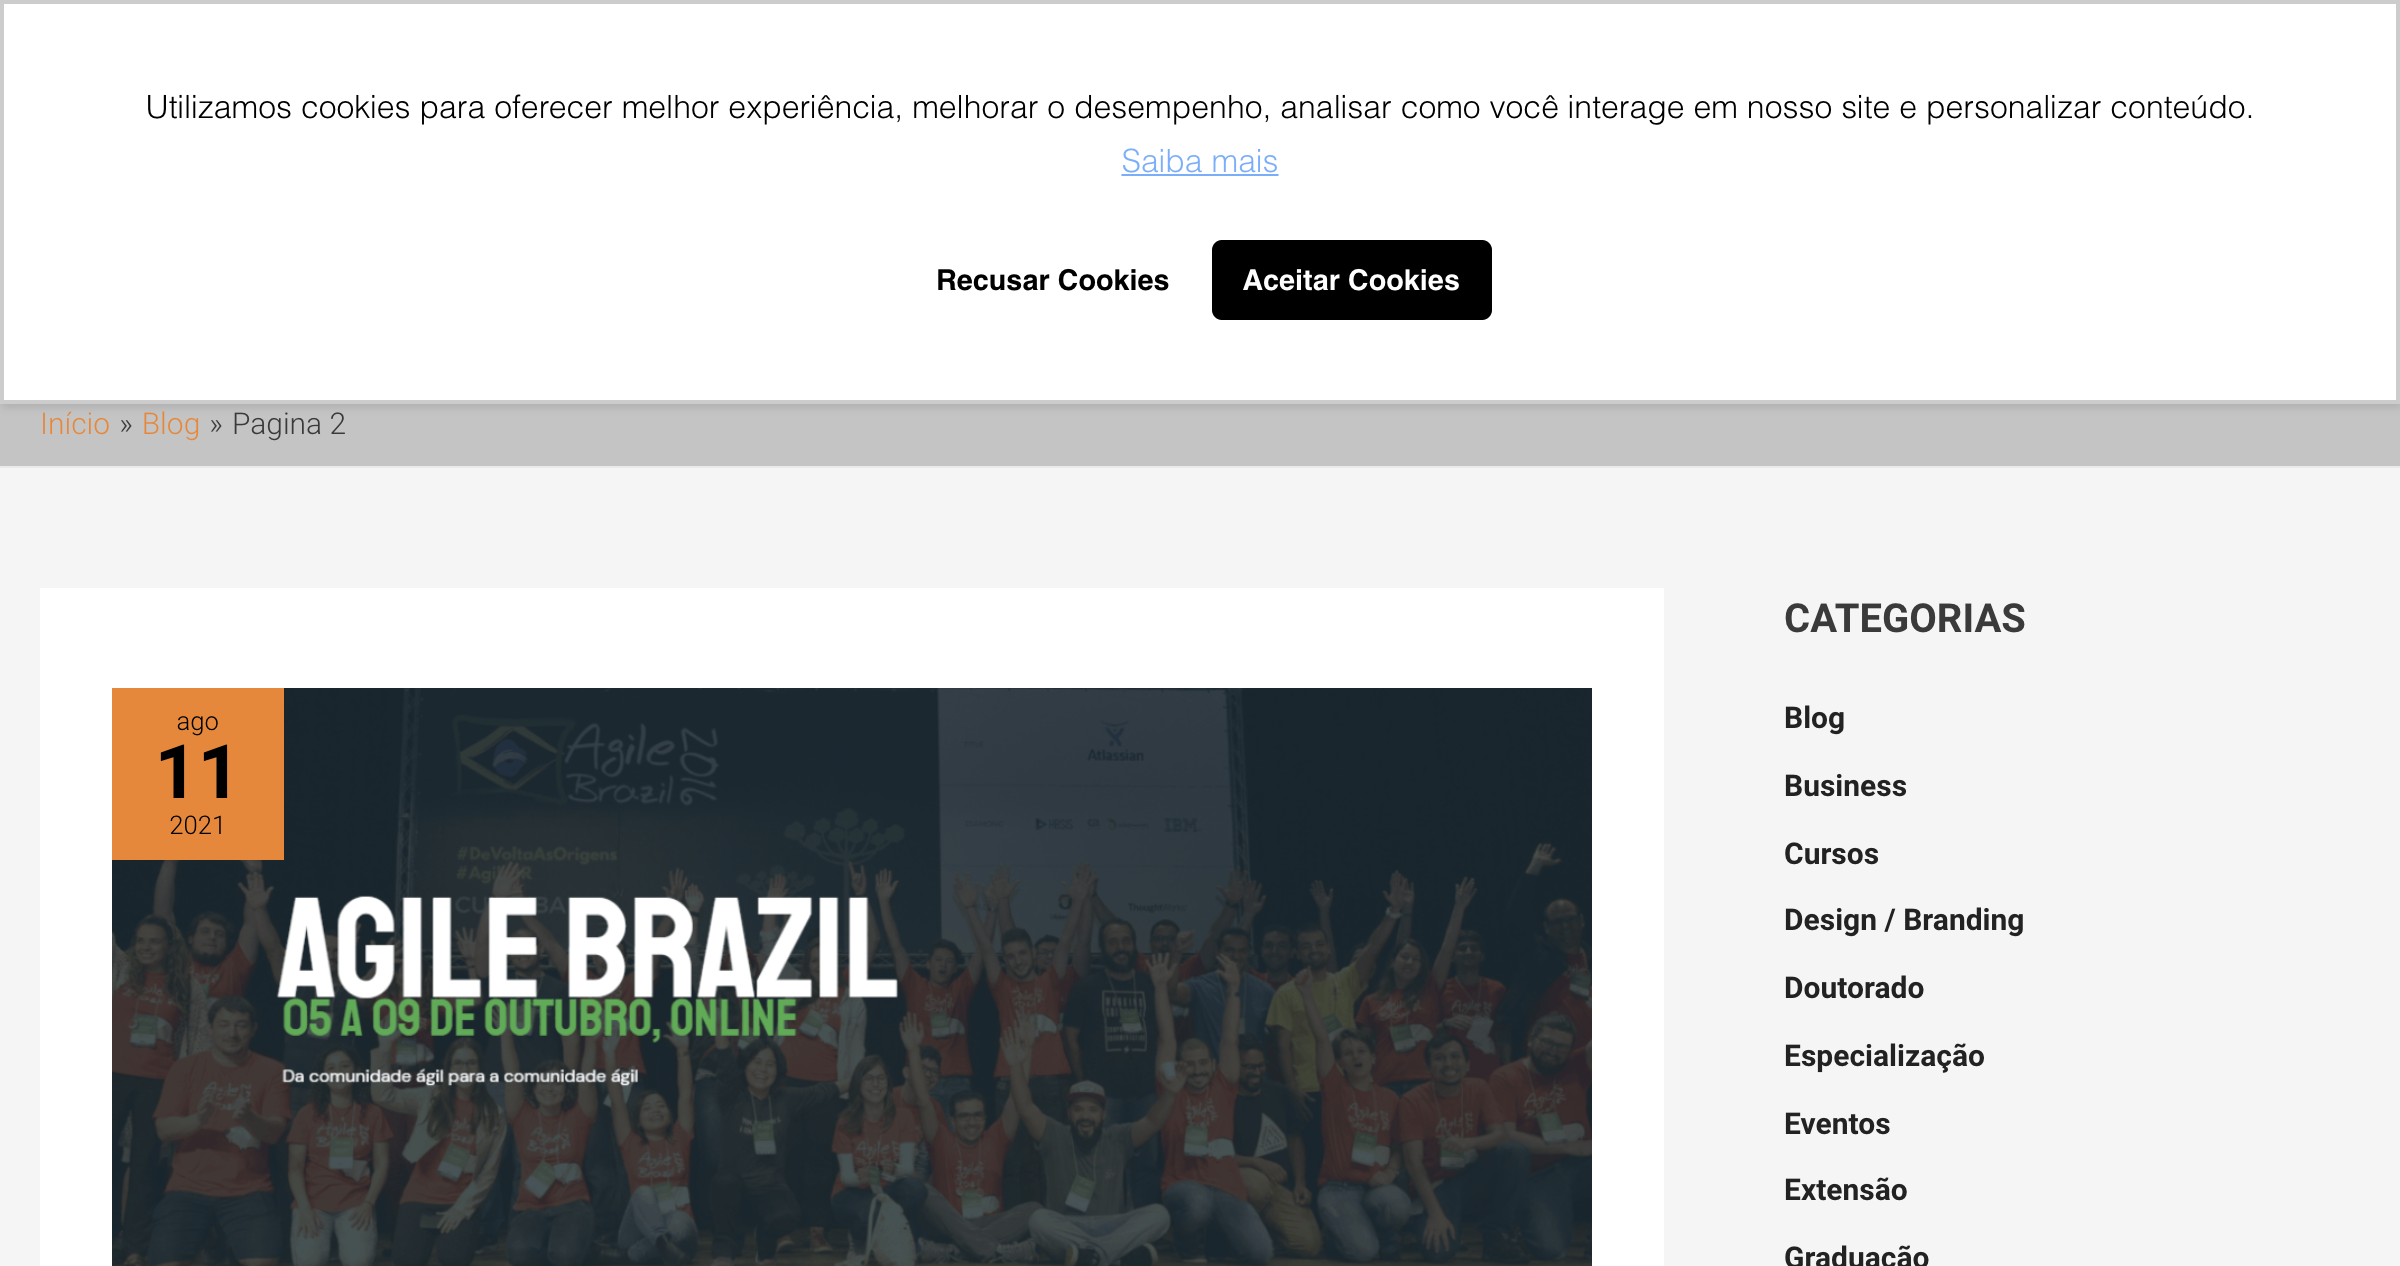 Utilizamos cookies para oferecer melhor experiência, melhorar o desempenho, analisar como você interage em nosso site e personalizar conteúdo.
Saiba mais
Recusar Cookies
Aceitar Cookies
Início » Blog » Pagina 2
ago
11
2021
Agile
Brazil
2016
Atlassian
IBM
#DeVoltaAsOrigens
AGILE BRAZIL
05 A 09 DE OUTUBRO, ONLINE
Da comunidade ágil para a comunidade ágil
CATEGORIAS
Blog
Business
Cursos
Design / Branding
Doutorado
Especialização
Eventos
Extensão
Graduação